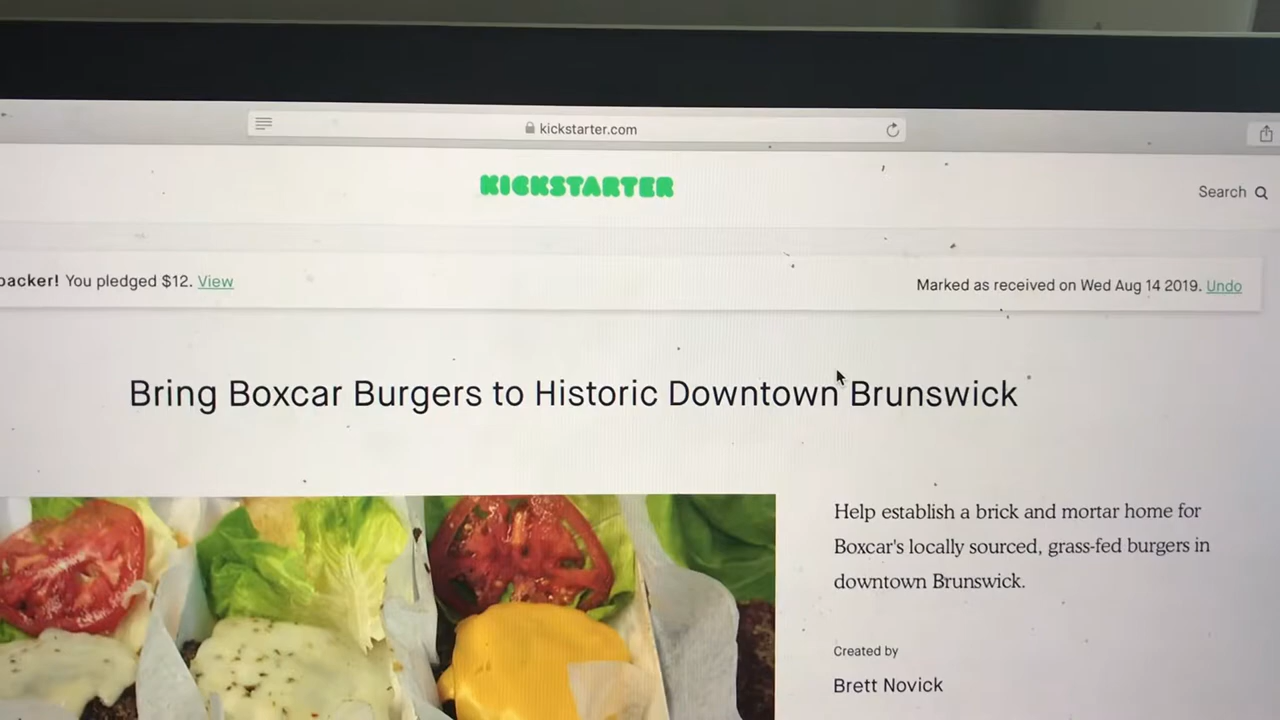 kickstarter.com
KICKSTARTER
Search
backer! You pledged $12. View
Marked as received on Wed Aug 14 2019. Undo
Bring Boxcar Burgers to Historic Downtown Brunswick
Help establish a brick and mortar home for
Boxcar's locally sourced, grass-fed burgers in
downtown Brunswick.
Created by
Brett Novick